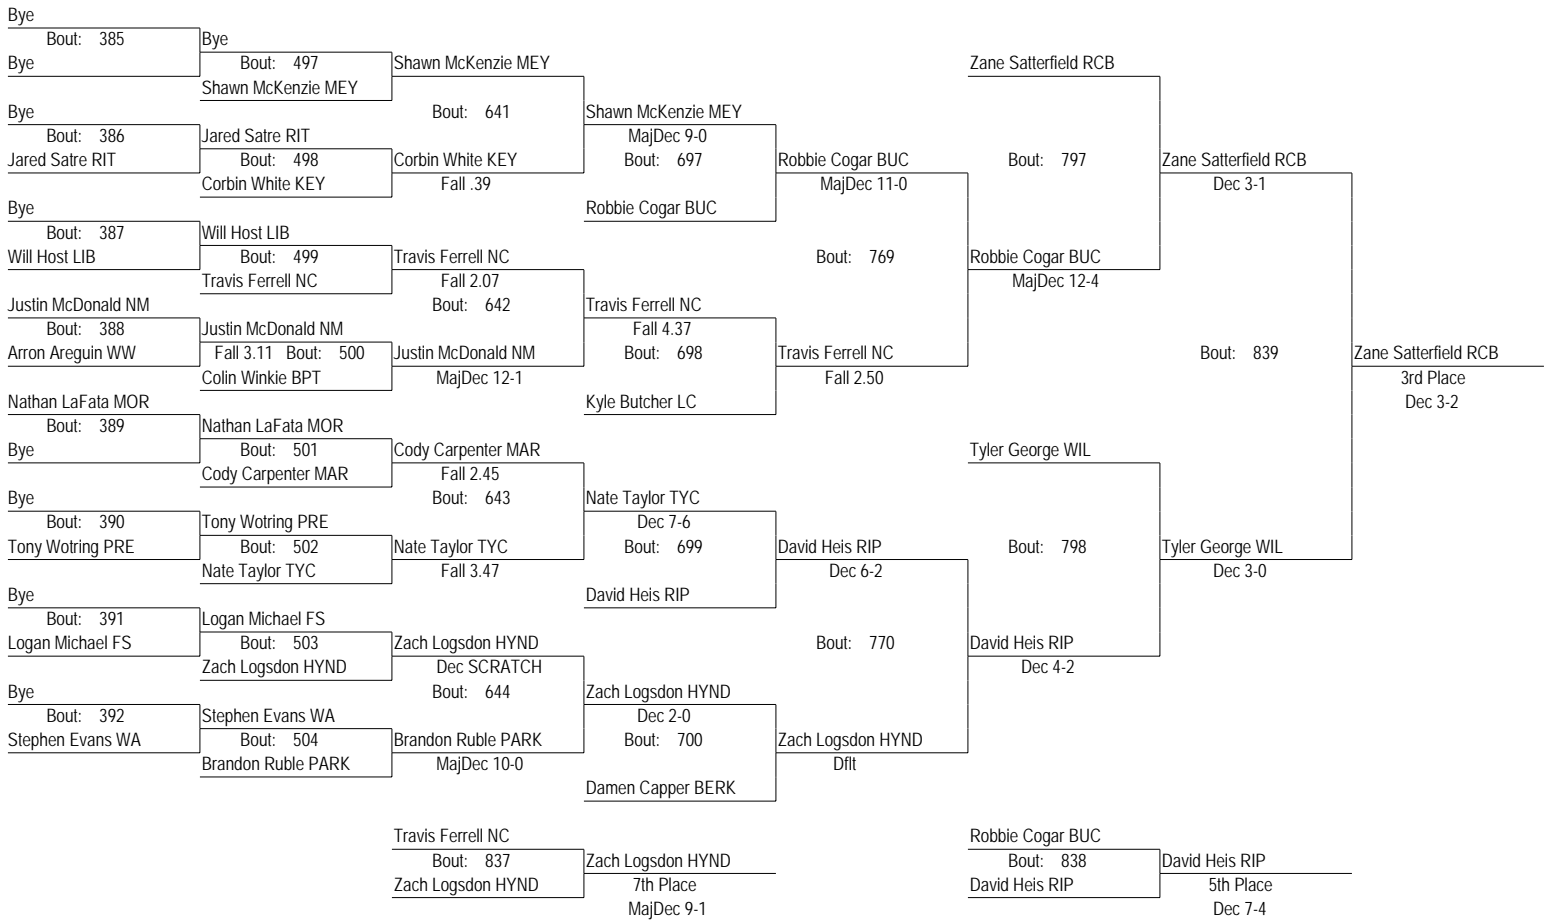 Bye
Bout: 385
Bye
Bye
Bout: 386
Jared Satre RIT
Bye
Bout: 387
Will Host LIB
Justin McDonald NM
Bout: 388
Arron Areguin WW
Nathan LaFata MOR
Bout: 389
Bye
Bye
Bout: 390
Tony Wotring PRE
Bye
Bout: 391
Logan Michael FS
Bye
Bout: 392
Stephen Evans WA
Bye
Bout: 497
Shawn McKenzie MEY
Jared Satre RIT
Bout: 498
Corbin White KEY
Will Host LIB
Bout: 499
Travis Ferrell NC
Justin McDonald NM
Fall 3.11 Bout: 500
Colin Winkie BPT
Nathan LaFata MOR
Bout: 501
Cody Carpenter MAR
Tony Wotring PRE
Bout: 502
Nate Taylor TYC
Logan Michael FS
Bout: 503
Zach Logsdon HYND
Stephen Evans WA
Bout: 504
Brandon Ruble PARK
Shawn McKenzie MEY
Bout: 641
Corbin White KEY
Fall .39
Travis Ferrell NC
Fall 2.07
Bout: 642
Justin McDonald NM
MajDec 12-1
Cody Carpenter MAR
Fall 2.45
Bout: 643
Nate Taylor TYC
Fall 3.47
Zach Logsdon HYND
Dec SCRATCH
Bout: 644
Brandon Ruble PARK
MajDec 10-0
Shawn McKenzie MEY
MajDec 9-0
Bout: 697
Robbie Cogar BUC
Travis Ferrell NC
Fall 4.37
Bout: 698
Kyle Butcher LC
Nate Taylor TYC
Dec 7-6
Bout: 699
David Heis RIP
Zach Logsdon HYND
Dec 2-0
Bout: 700
Damen Capper BERK
Robbie Cogar BUC
MajDec 11-0
Bout: 769
Travis Ferrell NC
Fall 2.50
David Heis RIP
Dec 6-2
Bout: 770
Zach Logsdon HYND
Dflt
Zane Satterfield RCB
Bout: 797
Robbie Cogar BUC
MajDec 12-4
Tyler George WIL
Bout: 798
David Heis RIP
Dec 4-2
Zane Satterfield RCB
Dec 3-1
Bout: 839
Tyler George WIL
Dec 3-0
Zane Satterfield RCB
3rd Place
Dec 3-2
Travis Ferrell NC
Bout: 837
Zach Logsdon HYND
Zach Logsdon HYND
7th Place
MajDec 9-1
Robbie Cogar BUC
Bout: 838
David Heis RIP
David Heis RIP
5th Place
Dec 7-4